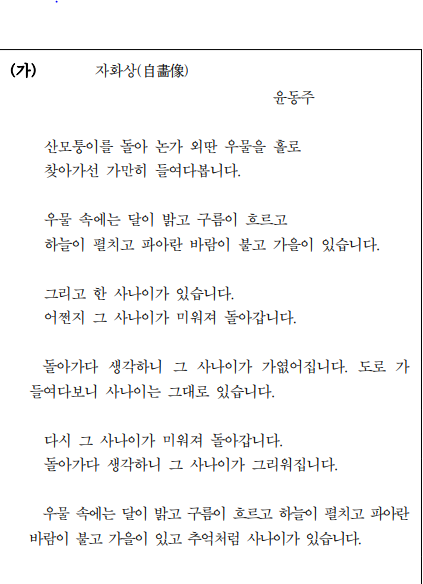 (가) 자화상(自畵像)
윤동주
산모퉁이를 돌아 논가 외딴 우물을 홀로
찾아가선 가만히 들여다봅니다.
우물 속에는 달이 밝고 구름이 흐르고
하늘이 펼치고 파아란 바람이 불고 가을이 있습니다.
그리고 한 사나이가 있습니다.
어쩐지 그 사나이가 미워져 돌아갑니다.
돌아가다 생각하니 그 사나이가 가엾어집니다. 도로 가
들여다보니 사나이는 그대로 있습니다.
다시 그 사나이가 미워져 돌아갑니다.
돌아가다 생각하니 그 사나이가 그리워집니다.
우물 속에는 달이 밝고 구름이 흐르고 하늘이 펼치고 파아란
바람이 불고 가을이 있고 추억처럼 사나이가 있습니다.